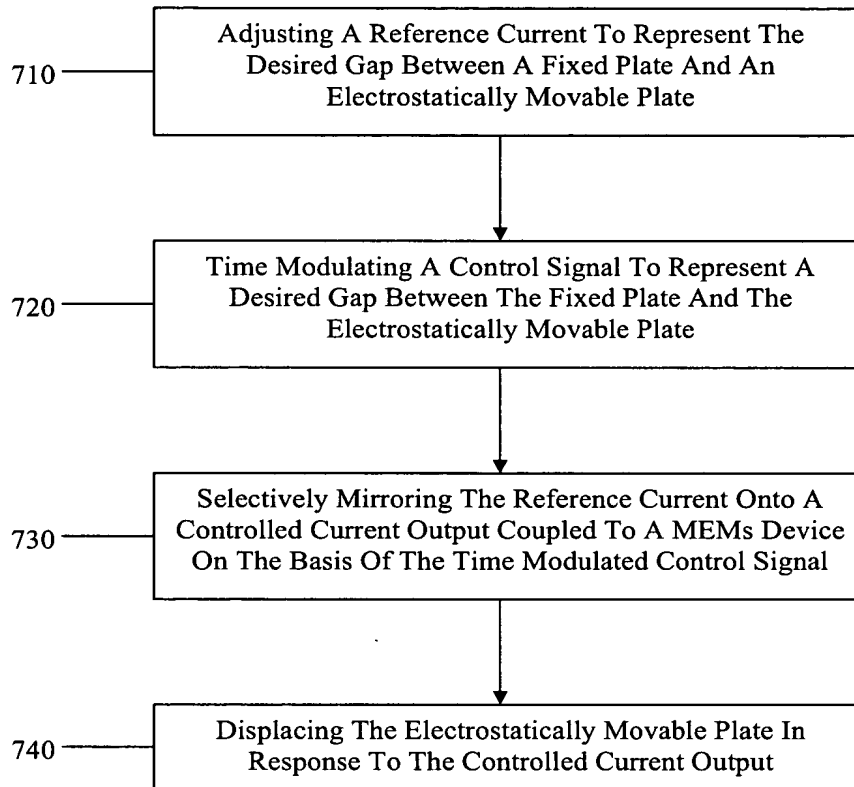 Adjusting A Reference Current To Represent The
710
Desired Gap Between A Fixed Plate And An
Electrostatically Movable Plate
Time Modulating A Control Signal To Represent A
720
Desired Gap Between The Fixed Plate And The
Electrostatically Movable Plate
Selectively Mirroring The Reference Current Onto A
730
Controlled Current Output Coupled To A MEMs Device
On The Basis Of The Time Modulated Control Signal
Displacing The Electrostatically Movable Plate In
740
Response To The Controlled Current Output